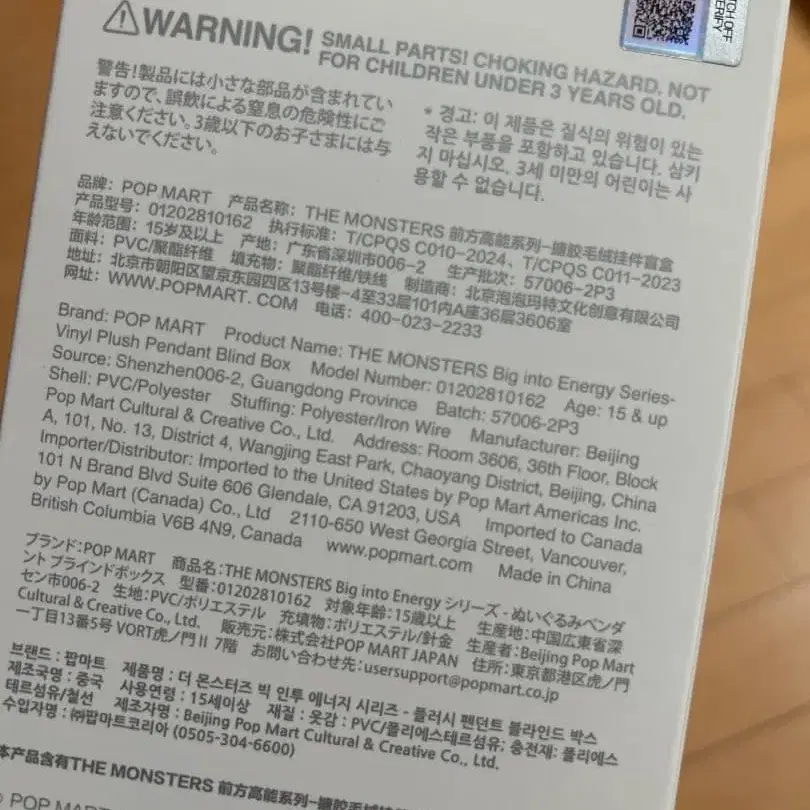 TCH OFF
VERIFY
⚠WARNING! SMALL PARTS! CHOKING HAZARD. NOT
FOR CHILDREN UNDER 3 YEARS OLD.
警告!製品には小さな部品が含まれてい
ますので、誤飲による窒息の危険性にご
注意ください。3歳以下のお子さまには与
えないでください。
* 경고: 이 제품은 질식의 위험이 있는
작은 부품을 포함하고 있습니다. 삼키
지 마십시오. 3세 미만의 어린이는 사
용할 수 없습니다.
品牌: POP MART 产品名称: THE MONSTERS 前方高能系列-搪胶毛绒挂件盲盒
产品型号: 01202810162 执行标准: T/CPQS C010-2024、T/CPQS C011-2023
年龄范围: 15岁及以上 产地: 广东省深圳市006-2 生产批次: 57006-2P3
面料: PVC/聚酯纤维 填充物: 聚酯纤维/铁线 制造商: 北京泡泡玛特文化创意有限公司
地址: 北京市朝阳区望京东园四区13号楼-4至33层101内A座36层3606室
网址: WWW.POPMART.COM 电话: 400-023-2233
Brand: POP MART Product Name: THE MONSTERS Big into Energy Series-
Vinyl Plush Pendant Blind Box Model Number: 01202810162 Age: 15 & up
Source: Shenzhen006-2, Guangdong Province Batch: 57006-2P3
Shell: PVC/Polyester Stuffing: Polyester/Iron Wire Manufacturer: Beijing
Pop Mart Cultural & Creative Co., Ltd. Address: Room 3606, 36th Floor, Block
A, 101, No. 13, District 4, Wangjing East Park, Chaoyang District, Beijing, China
Importer/Distributor: Imported to the United States by Pop Mart Americas Inc.
101 N Brand Blvd Suite 606 Glendale, CA 91203, USA Imported to Canada
by Pop Mart (Canada) Co., Ltd 2110-650 West Georgia Street, Vancouver,
British Columbia V6B 4N9, Canada www.popmart.com Made in China
ブランド:POP MART 商品名:THE MONSTERS Big into Energy シリーズ - ぬいぐるみペンダ
ント ブラインドボックス 型番:01202810162 対象年齢:15歳以上 生産地:中国広東省深
セン市006-2 生地:PVC/ポリエステル 充填物:ポリエステル/針金 生産者:Beijing Pop Mart
Cultural & Creative Co., Ltd. 販売元:株式会社POP MART JAPAN 住所:東京都港区虎ノ門
一丁目13番5号 VORT虎ノ門Ⅱ 7階 お問い合わせ先:usersupport@popmart.co.jp
브랜드 : 팝마트 제품명 : 더 몬스터즈 빅 인투 에너지 시리즈 - 플러시 팬던트 블라인드 박스
제조국명 : 중국 사용연령 : 15세이상 재질 : 옷감 : PVC/폴리에스테르섬유; 충전재: 폴리에스
테르섬유/철선 제조자명 : Beijing Pop Mart Cultural & Creative Co., Ltd.
수입자명 : ㈜팝마트코리아 (0505-304-6600)
本产品含有THE MONSTERS 前方高能系列-搪胶毛绒挂
POP MART